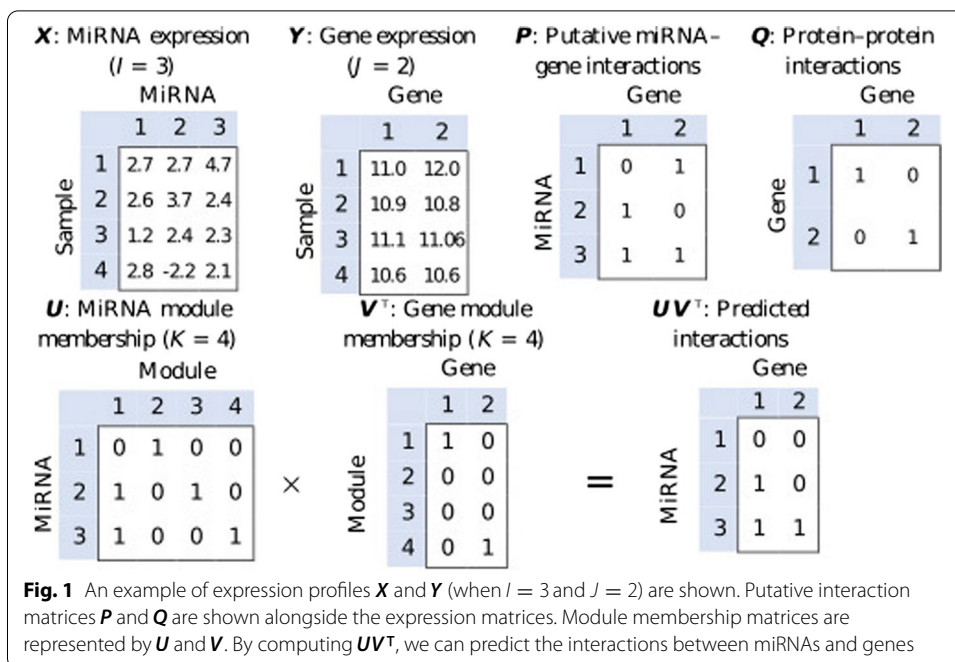 X: MiRNA expression
(I = 3)
MiRNA
1 2 3
Sample
1 2.7 2.7 4.7
2 2.6 3.7 2.4
3 1.2 2.4 2.3
4 2.8 -2.2 2.1
Y: Gene expression
(J = 2)
Gene
1 2
Sample
1 11.0 12.0
2 10.9 10.8
3 11.1 11.06
4 10.6 10.6
P: Putative miRNA–
gene interactions
Gene
1 2
MiRNA
1 0 1
2 1 0
3 1 1
Q: Protein–protein
interactions
Gene
1 2
Gene
1 1 0
2 0 1
U: MiRNA module
membership (K = 4)
Module
1 2 3 4
MiRNA
1 0 1 0 0
2 1 0 1 0
3 1 0 0 1
×
V⊤: Gene module
membership (K = 4)
Gene
1 2
Module
1 1 0
2 0 0
3 0 0
4 0 1
=
UV⊤: Predicted
interactions
Gene
1 2
MiRNA
1 0 0
2 1 0
3 1 1
Fig. 1 An example of expression profiles X and Y (when I = 3 and J = 2) are shown. Putative interaction
matrices P and Q are shown alongside the expression matrices. Module membership matrices are
represented by U and V. By computing UV⊤, we can predict the interactions between miRNAs and genes